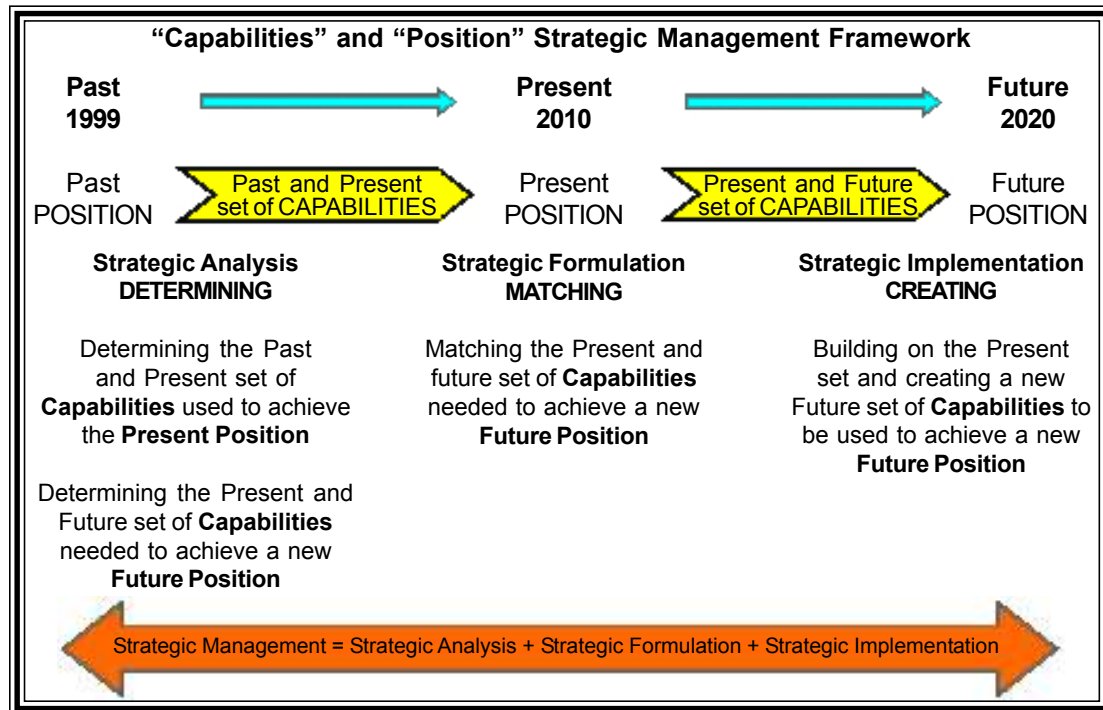 “Capabilities” and “Position” Strategic Management Framework
Past
1999
Present
2010
Future
2020
Past
POSITION
Past and Present
set of CAPABILITIES
Present
POSITION
Present and Future
set of CAPABILITIES
Future
POSITION
Strategic Analysis
DETERMINING
Determining the Past
and Present set of
Capabilities used to achieve
the Present Position
Determining the Present and
Future set of Capabilities
needed to achieve a new
Future Position
Strategic Formulation
MATCHING
Matching the Present and
future set of Capabilities
needed to achieve a new
Future Position
Strategic Implementation
CREATING
Building on the Present
set and creating a new
Future set of Capabilities to
be used to achieve a new
Future Position
Strategic Management = Strategic Analysis + Strategic Formulation + Strategic Implementation